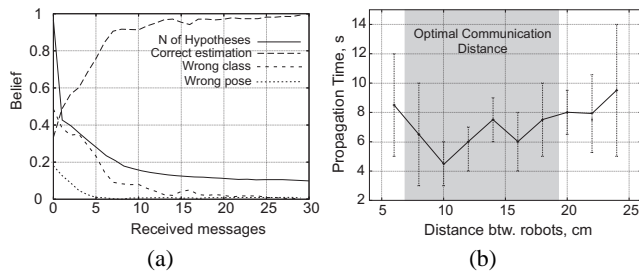 1
0.8
0.6
0.4
0.2
0
Belief
N of Hypotheses
Correct estimation
Wrong class
Wrong pose
0 5 10 15 20 25 30
Received messages
(a)
14
12
10
8
6
4
2
Propagation Time, s
Optimal Communication
Distance
5 10 15 20 25
Distance btw. robots, cm
(b)